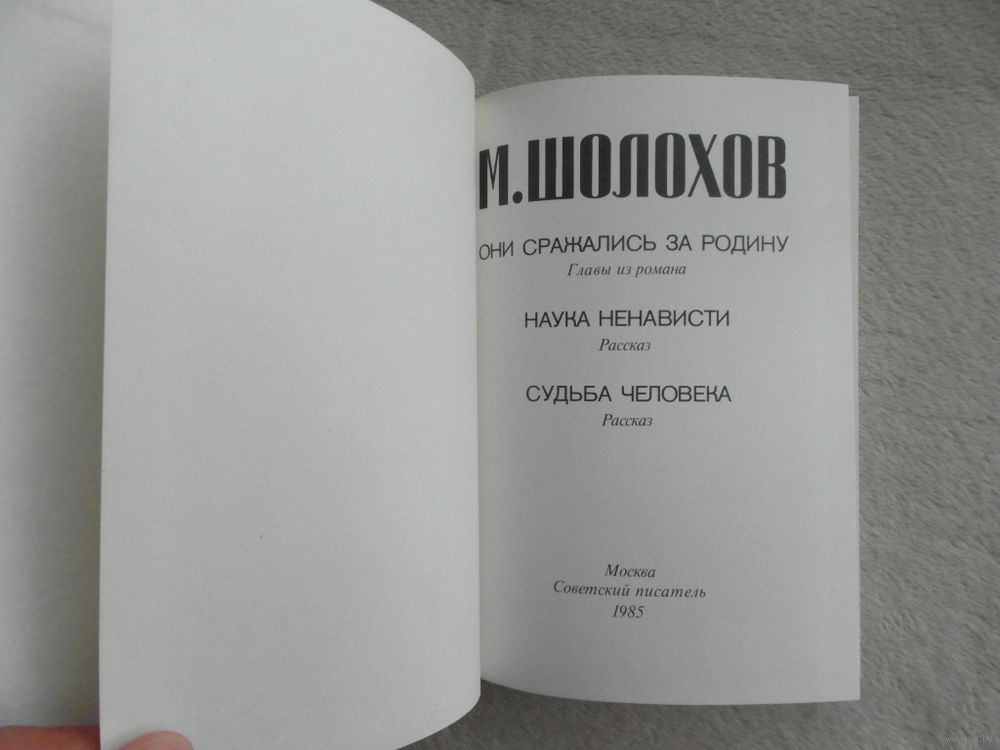 М.ШОЛОХОВ
ОНИ СРАЖАЛИСЬ ЗА РОДИНУ
Главы из романа
НАУКА НЕНАВИСТИ
Рассказ
СУДЬБА ЧЕЛОВЕКА
Рассказ
Москва
Советский писатель
1985